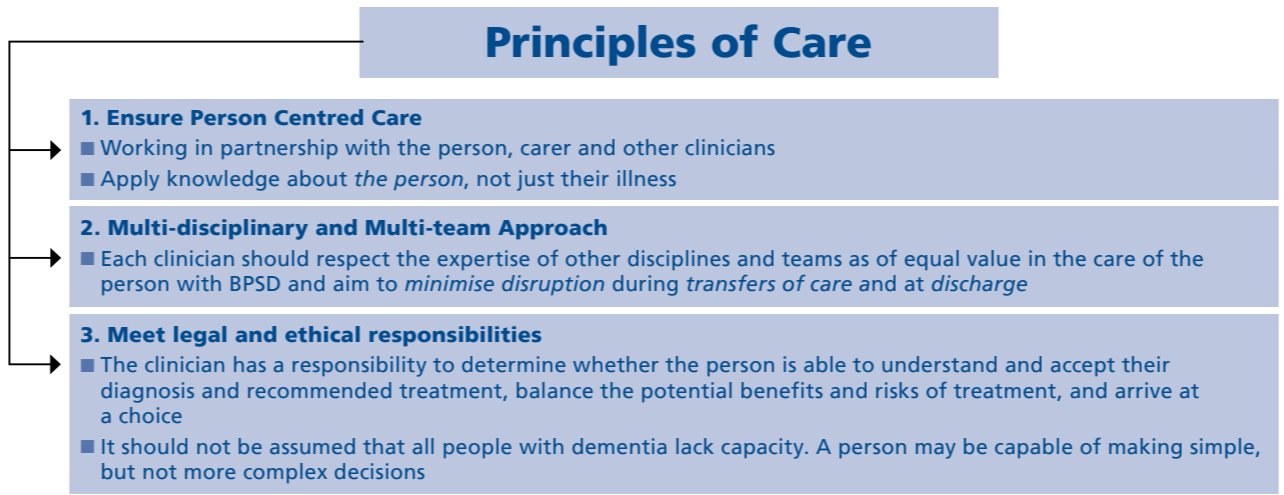 Principles of Care
1. Ensure Person Centred Care
■ Working in partnership with the person, carer and other clinicians
■ Apply knowledge about the person, not just their illness
2. Multi-disciplinary and Multi-team Approach
■ Each clinician should respect the expertise of other disciplines and teams as of equal value in the care of the
person with BPSD and aim to minimise disruption during transfers of care and at discharge
3. Meet legal and ethical responsibilities
■ The clinician has a responsibility to determine whether the person is able to understand and accept their
diagnosis and recommended treatment, balance the potential benefits and risks of treatment, and arrive at
a choice
■ It should not be assumed that all people with dementia lack capacity. A person may be capable of making simple,
but not more complex decisions